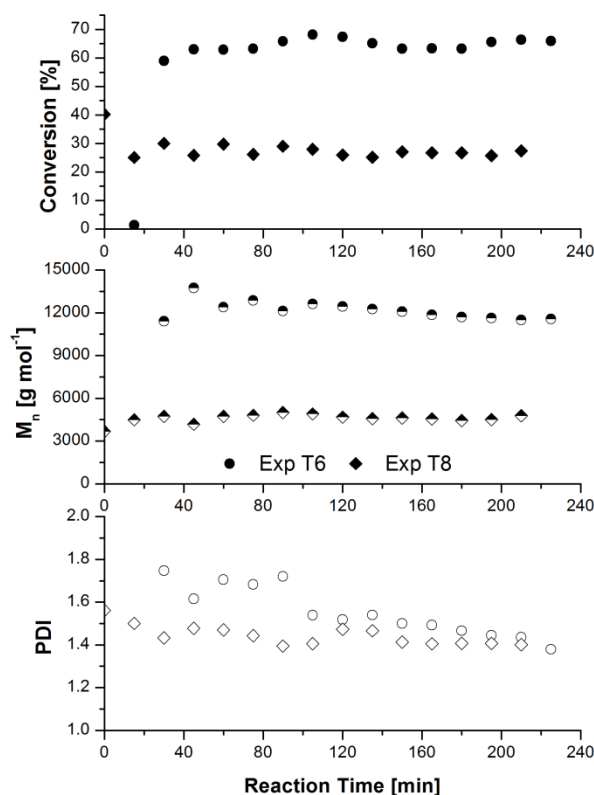 Conversion [%]
70
60
50
40
30
20
10
0
0 40 80 120 160 200 240
Mn [g mol-1]
15000
12000
9000
6000
3000
0
Exp T6 Exp T8
0 40 80 120 160 200 240
PDI
2.0
1.8
1.6
1.4
1.2
1.0
0 40 80 120 160 200 240
Reaction Time [min]